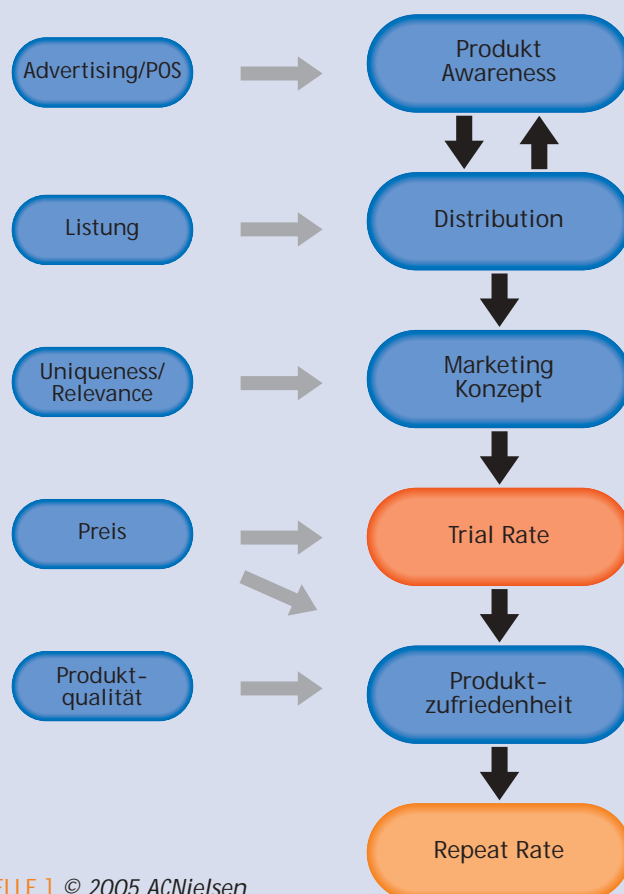 Advertising/POS
Produkt
Awareness
Listung
Distribution
Uniqueness/
Relevance
Marketing
Konzept
Preis
Trial Rate
Produkt-
qualität
Produkt-
zufriedenheit
Repeat Rate
ELLE ] © 2005 ACNielsen